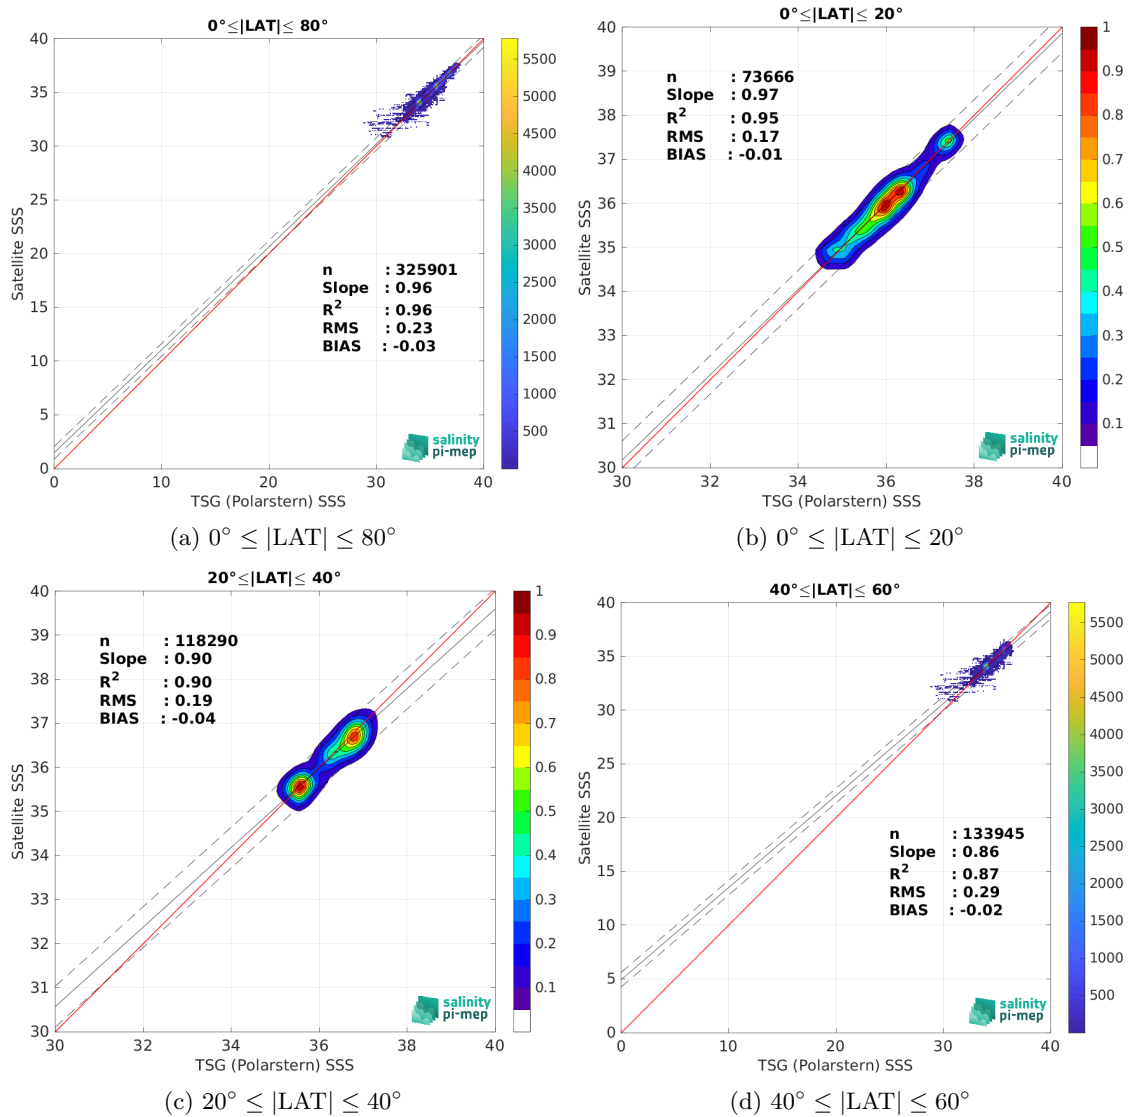 0°≤|LAT|≤ 80°
40
35
30
25
20
15
10
5
0
0
10
20
30
40
Satellite SSS
TSG (Polarstern) SSS
n : 325901
Slope : 0.96
R2 : 0.96
RMS : 0.23
BIAS : -0.03
salinity
pi-mep
5500
5000
4500
4000
3500
3000
2500
2000
1500
1000
500
(a) 0° ≤ |LAT| ≤ 80°
0°≤|LAT|≤ 20°
40
39
38
37
36
35
34
33
32
31
30
30
32
34
36
38
40
Satellite SSS
TSG (Polarstern) SSS
n : 73666
Slope : 0.97
R2 : 0.95
RMS : 0.17
BIAS : -0.01
salinity
pi-mep
1
0.9
0.8
0.7
0.6
0.5
0.4
0.3
0.2
0.1
(b) 0° ≤ |LAT| ≤ 20°
20°≤|LAT|≤ 40°
40
39
38
37
36
35
34
33
32
31
30
30
32
34
36
38
40
Satellite SSS
TSG (Polarstern) SSS
n : 118290
Slope : 0.90
R2 : 0.90
RMS : 0.19
BIAS : -0.04
salinity
pi-mep
1
0.9
0.8
0.7
0.6
0.5
0.4
0.3
0.2
0.1
(c) 20° ≤ |LAT| ≤ 40°
40°≤|LAT|≤ 60°
40
35
30
25
20
15
10
5
0
0
10
20
30
40
Satellite SSS
TSG (Polarstern) SSS
n : 133945
Slope : 0.86
R2 : 0.87
RMS : 0.29
BIAS : -0.02
salinity
pi-mep
5500
5000
4500
4000
3500
3000
2500
2000
1500
1000
500
(d) 40° ≤ |LAT| ≤ 60°